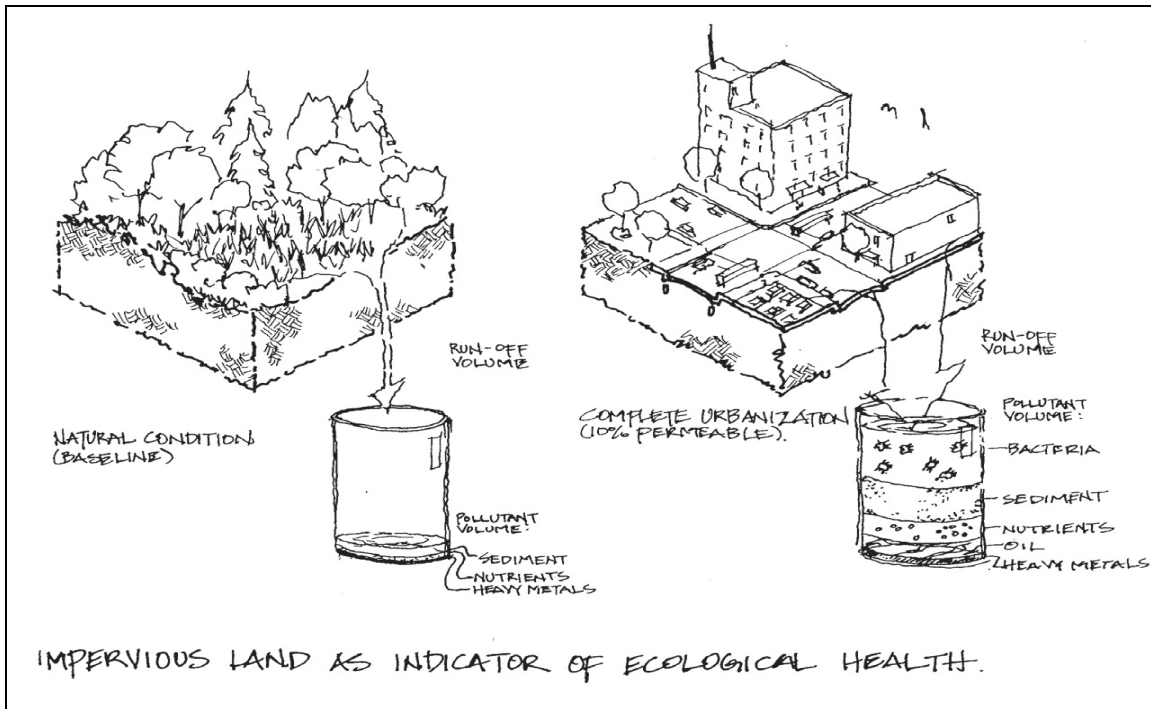 RUN-OFF
VOLUME
NATURAL CONDITION
(BASELINE)
POLLUTANT
VOLUME:
SEDIMENT
NUTRIENTS
HEAVY METALS
RUN-OFF
VOLUME
COMPLETE URBANIZATION
(10% PERMEABLE).
POLLUTANT
VOLUME:
BACTERIA
SEDIMENT
NUTRIENTS
OIL
HEAVY METALS
IMPERVIOUS LAND AS INDICATOR OF ECOLOGICAL HEALTH.